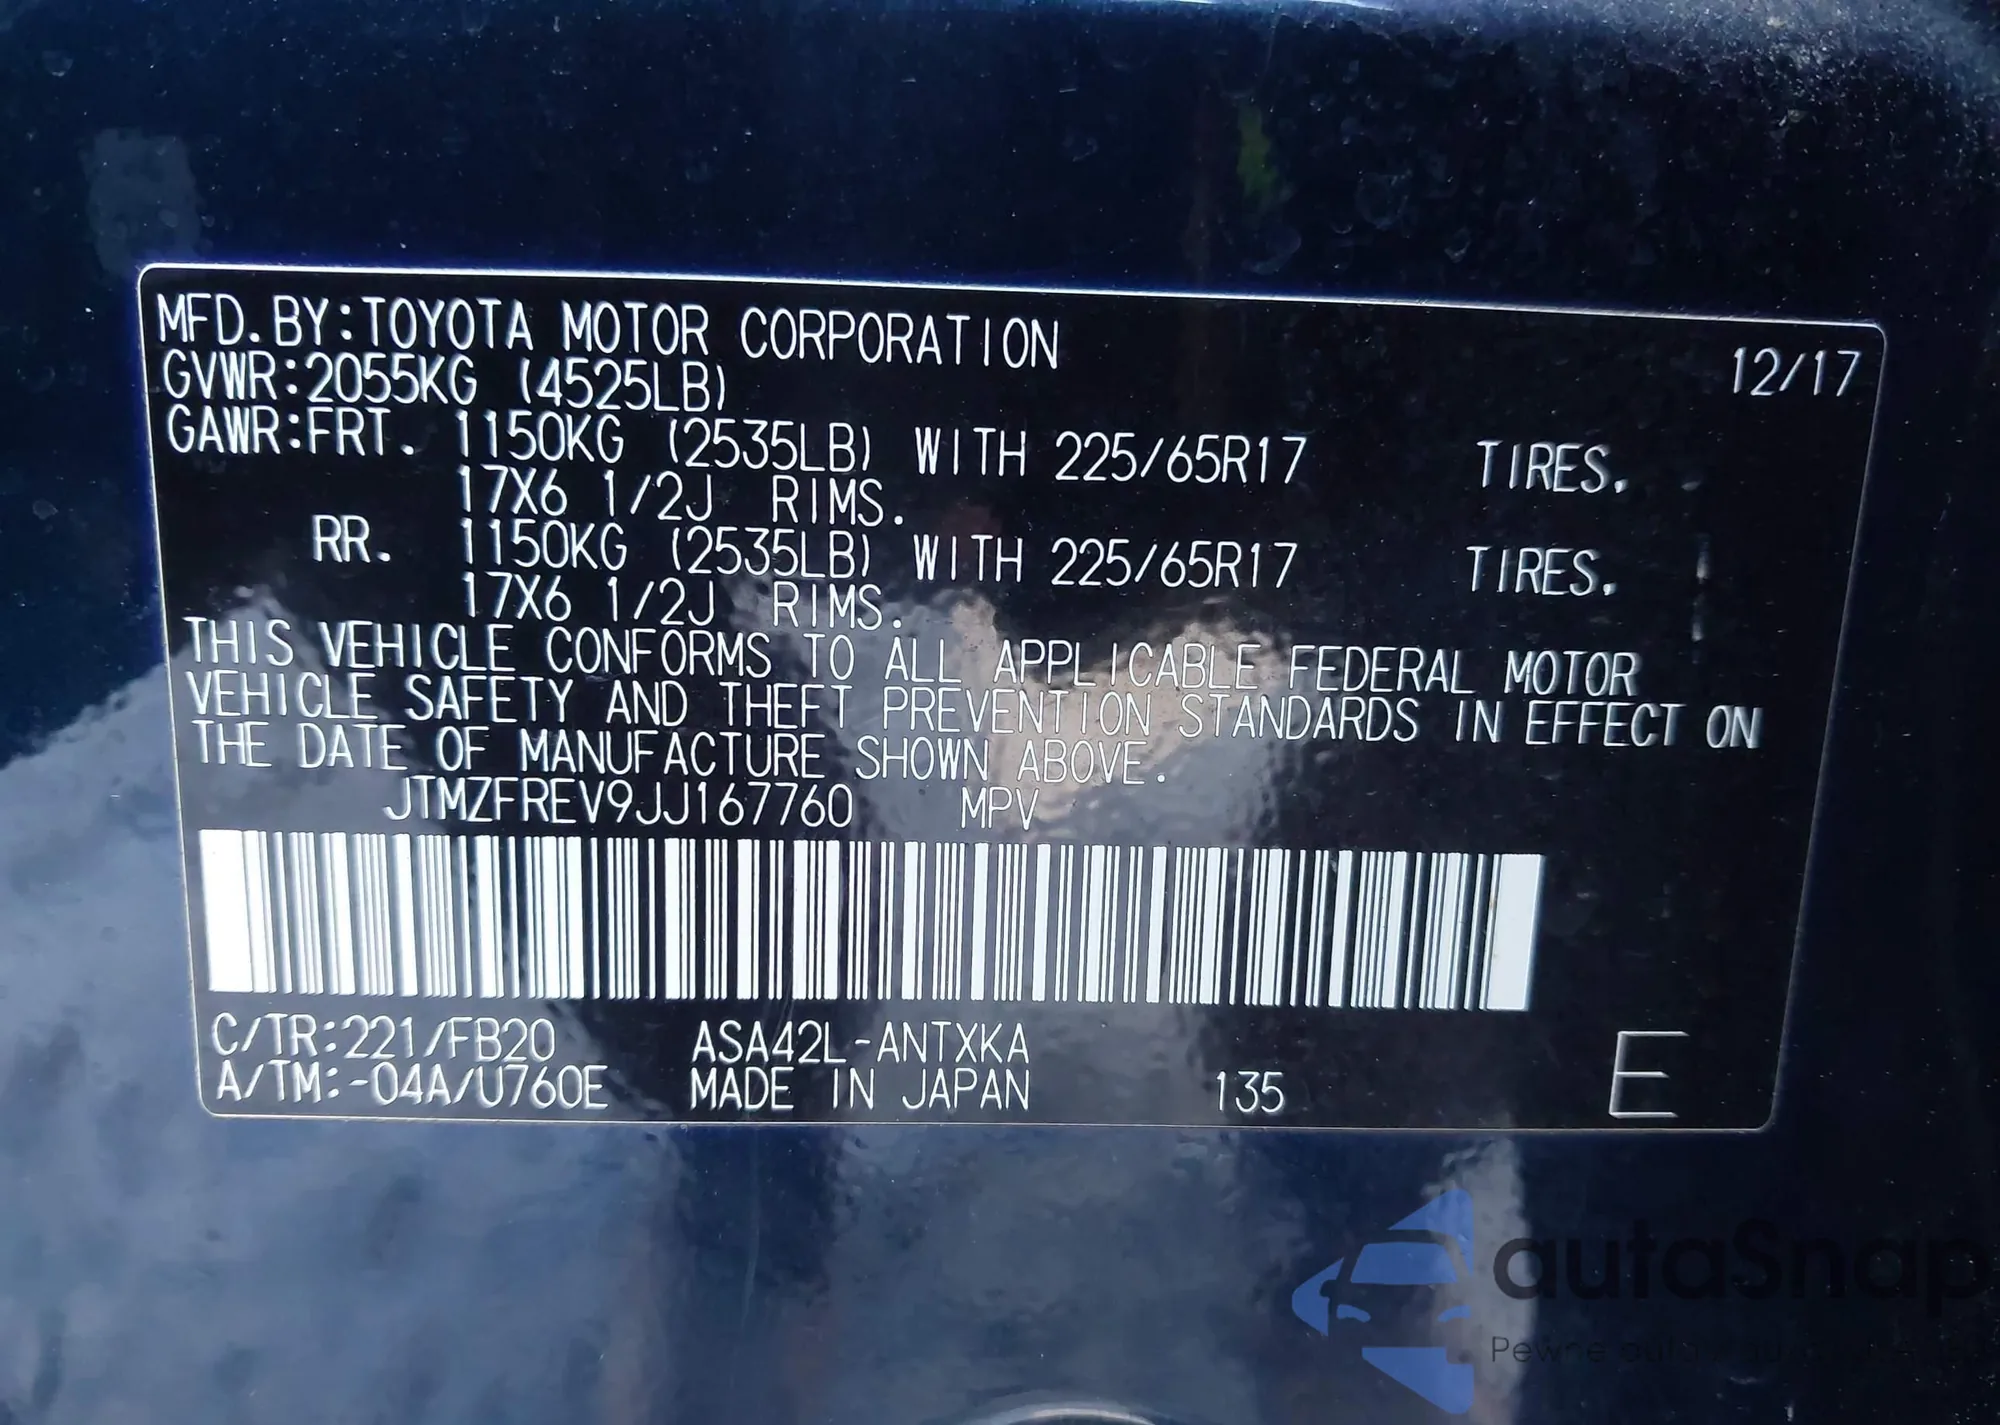 MFD.BY:TOYOTA MOTOR CORPORATION 12/17
GVWR:2055KG (4525LB)
GAWR:FRT. 1150KG (2535LB) WITH 225/65R17 TIRES.
17X6 1/2J RIMS.
RR. 1150KG (2535LB) WITH 225/65R17 TIRES.
17X6 1/2J RIMS.
THIS VEHICLE CONFORMS TO ALL APPLICABLE FEDERAL MOTOR
VEHICLE SAFETY AND THEFT PREVENTION STANDARDS IN EFFECT ON
THE DATE OF MANUFACTURE SHOWN ABOVE.
JTMZFREV9JJ167760 MPV
C/TR:221/FB20 ASA42L-ANTXKA
A/TM:-04A/U760E MADE IN JAPAN 135 E
autaSnap
Pewne auta